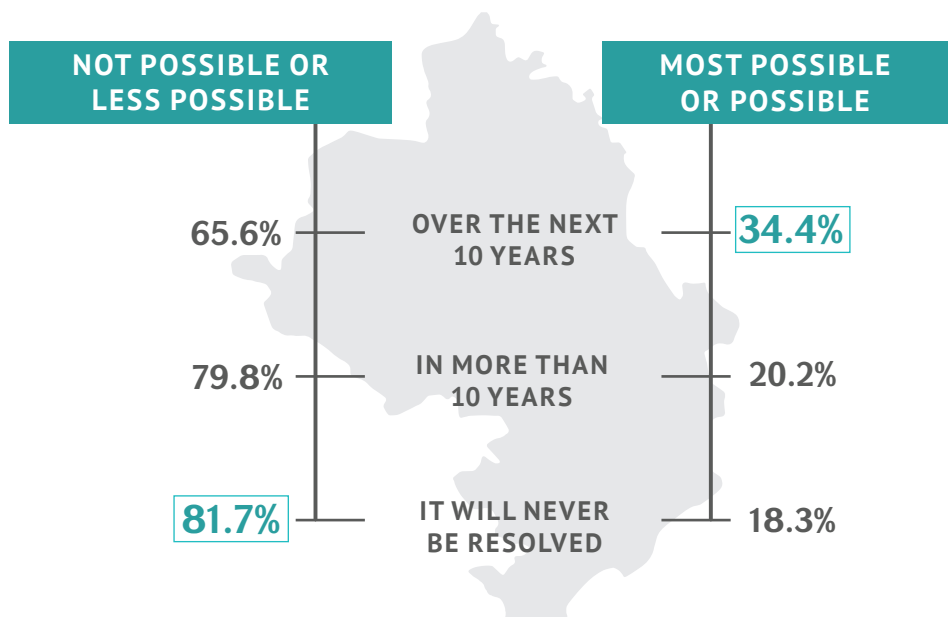 NOT POSSIBLE OR
LESS POSSIBLE
MOST POSSIBLE
OR POSSIBLE
65.6%
OVER THE NEXT
10 YEARS
34.4%
79.8%
IN MORE THAN
10 YEARS
20.2%
81.7%
IT WILL NEVER
BE RESOLVED
18.3%